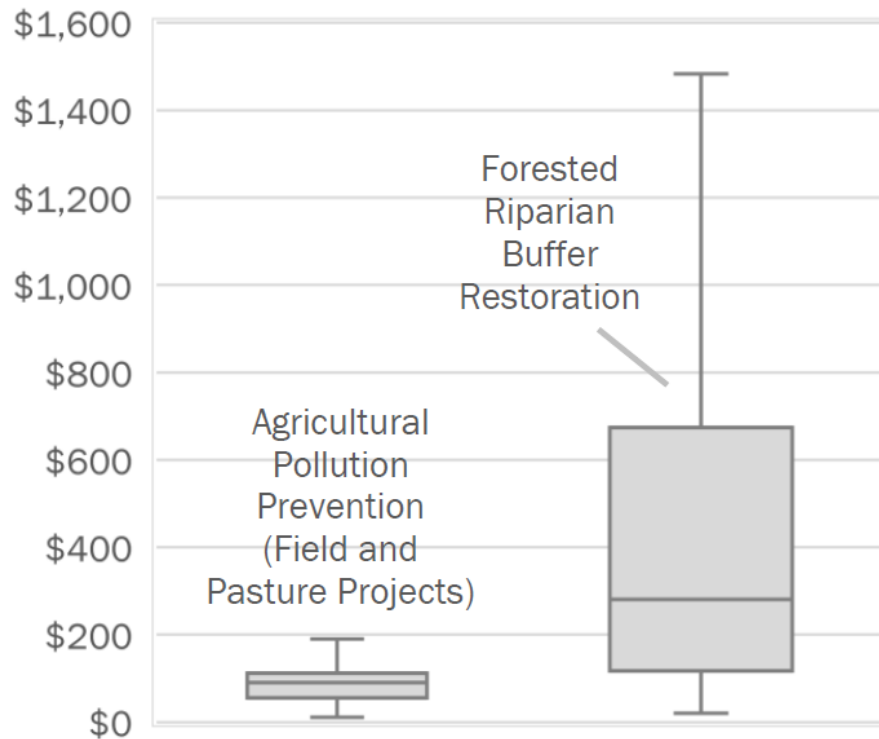 $1,600
$1,400
$1,200
$1,000
$800
$600
$400
$200
$0
Forested
Riparian
Buffer
Restoration
Agricultural
Pollution
Prevention
(Field and
Pasture Projects)